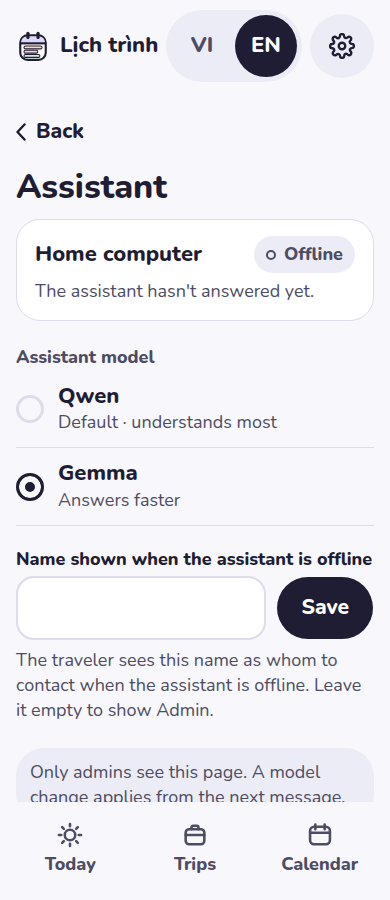 Lịch trình
VI
EN
Back
Assistant
Home computer
Offline
The assistant hasn't answered yet.
Assistant model
Qwen
Default · understands most
Gemma
Answers faster
Name shown when the assistant is offline
Save
The traveler sees this name as whom to
contact when the assistant is offline. Leave
it empty to show Admin.
Only admins see this page. A model
change applies from the next message.
Today
Trips
Calendar